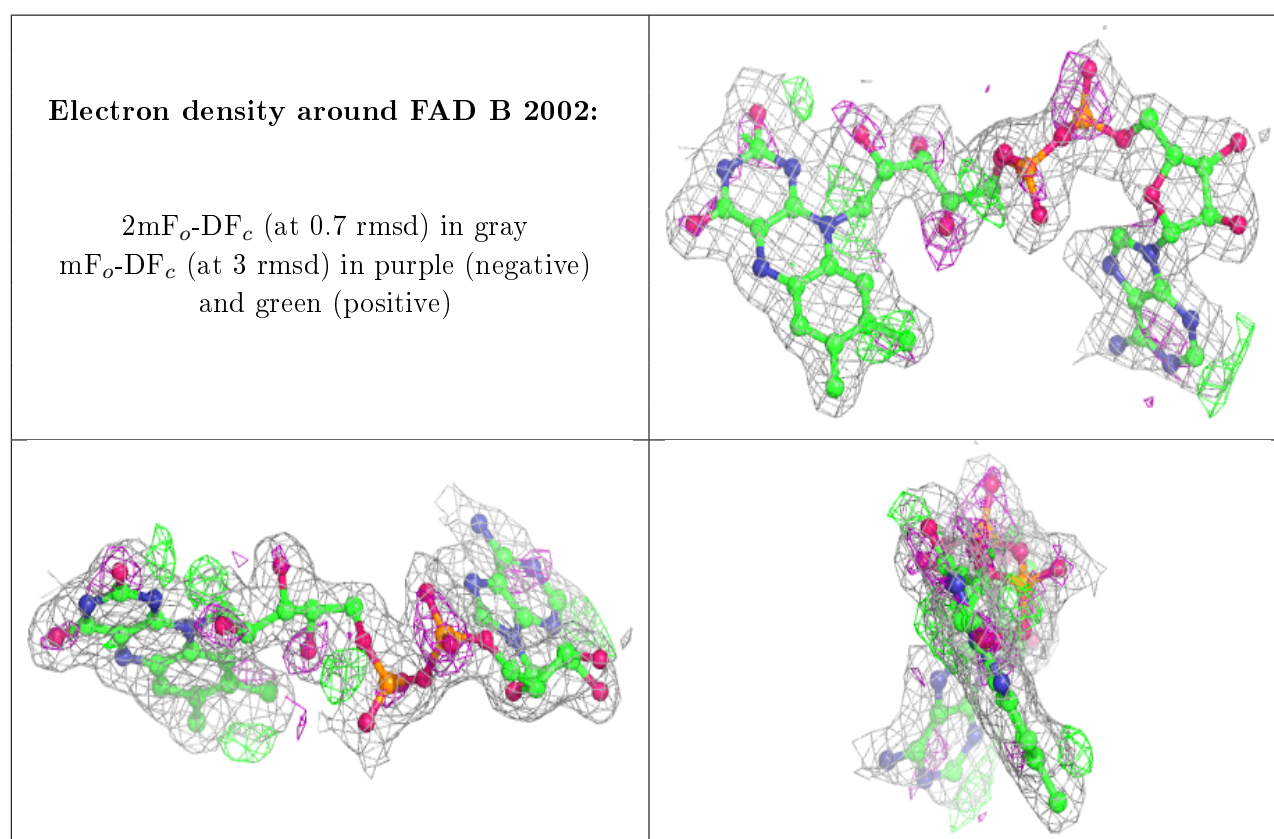 Electron density around FAD B 2002:
2mFo-DFc (at 0.7 rmsd) in gray
mFo-DFc (at 3 rmsd) in purple (negative)
and green (positive)